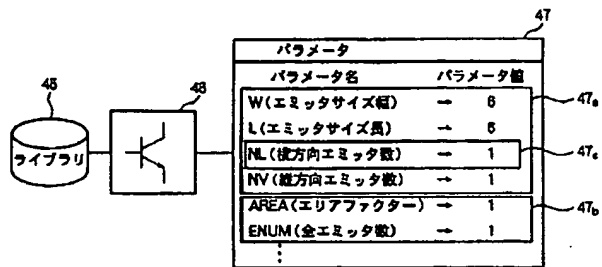 47
パラメータ
パラメータ名 パラメータ値
W(エミッタサイズ幅) → 6
L(エミッタサイズ長) → 6
NL(横方向エミッタ数) → 1
NV(縦方向エミッタ数) → 1
AREA(エリアファクター) → 1
ENUM(全エミッタ数) → 1
47a
47c
47b
45
ライブラリ
46